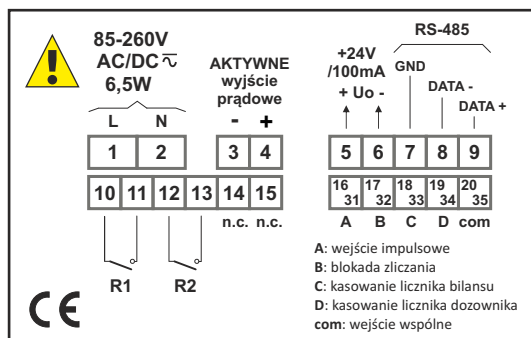 85-260V
AC/DC ⎓∿
6,5W
L N
AKTYWNE
wyjście
prądowe
- +
+24V
/100mA
+ Uo -
RS-485
GND
DATA -
DATA +
1 2 3 4 5 6 7 8 9
10 11 12 13 14 15
16 31 17 32 18 33 19 34 20 35
n.c. n.c.
A B C D com
R1 R2
A: wejście impulsowe
B: blokada zliczania
C: kasowanie licznika bilansu
D: kasowanie licznika dozownika
com: wejście wspólne
CE